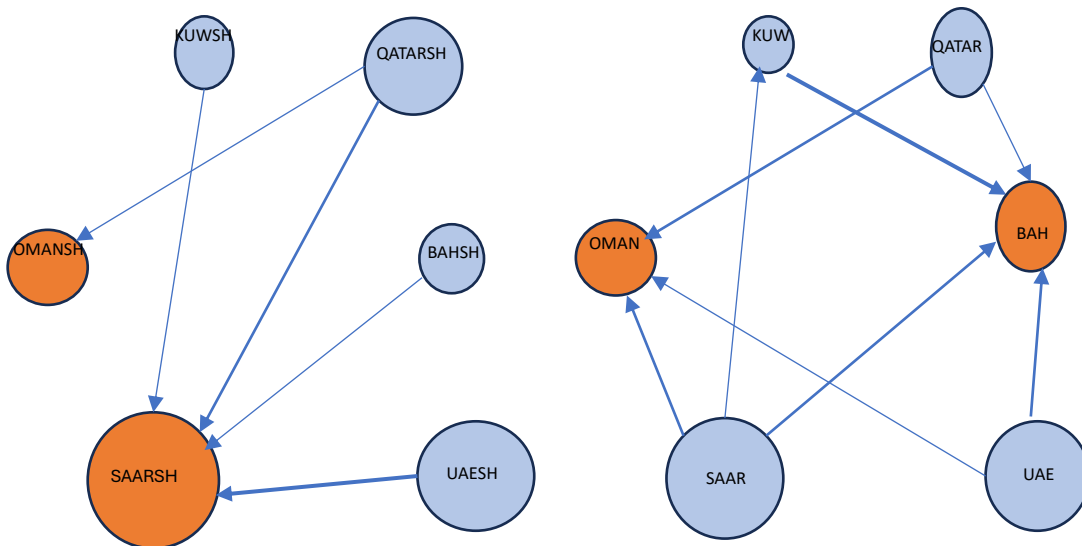 KUWSH
QATARSH
OMANSH
BAHSH
SAARSH
UAESH
KUW
QATAR
OMAN
BAH
SAAR
UAE